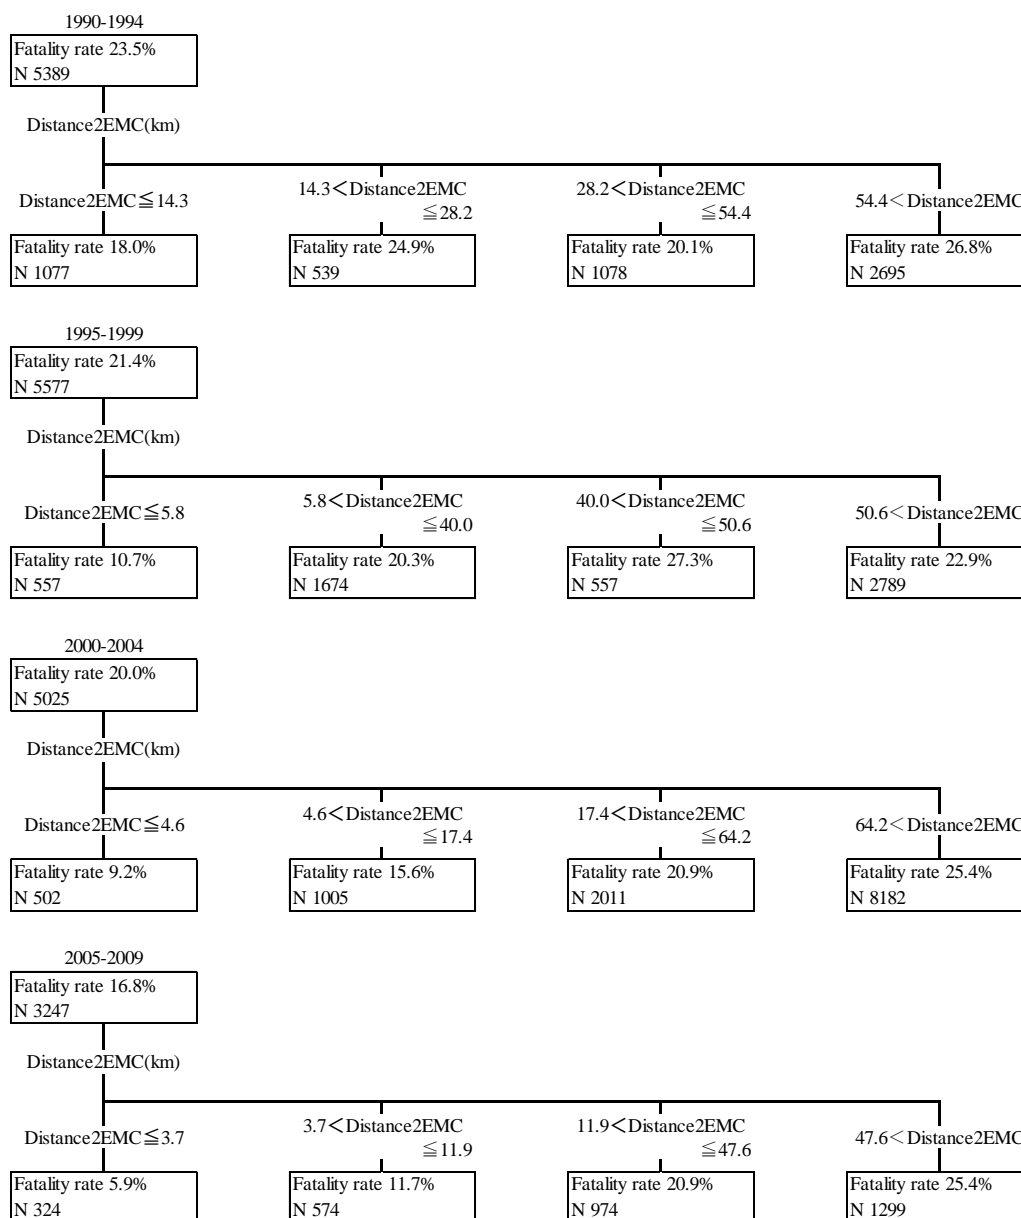 1990-1994
Fatality rate 23.5%
N 5389
Distance2EMC(km)
Distance2EMC≦14.3
14.3<Distance2EMC
≦28.2
28.2<Distance2EMC
≦54.4
54.4<Distance2EMC
Fatality rate 18.0%
N 1077
Fatality rate 24.9%
N 539
Fatality rate 20.1%
N 1078
Fatality rate 26.8%
N 2695
1995-1999
Fatality rate 21.4%
N 5577
Distance2EMC(km)
Distance2EMC≦5.8
5.8<Distance2EMC
≦40.0
40.0<Distance2EMC
≦50.6
50.6<Distance2EMC
Fatality rate 10.7%
N 557
Fatality rate 20.3%
N 1674
Fatality rate 27.3%
N 557
Fatality rate 22.9%
N 2789
2000-2004
Fatality rate 20.0%
N 5025
Distance2EMC(km)
Distance2EMC≦4.6
4.6<Distance2EMC
≦17.4
17.4<Distance2EMC
≦64.2
64.2<Distance2EMC
Fatality rate 9.2%
N 502
Fatality rate 15.6%
N 1005
Fatality rate 20.9%
N 2011
Fatality rate 25.4%
N 8182
2005-2009
Fatality rate 16.8%
N 3247
Distance2EMC(km)
Distance2EMC≦3.7
3.7<Distance2EMC
≦11.9
11.9<Distance2EMC
≦47.6
47.6<Distance2EMC
Fatality rate 5.9%
N 324
Fatality rate 11.7%
N 574
Fatality rate 20.9%
N 974
Fatality rate 25.4%
N 1299